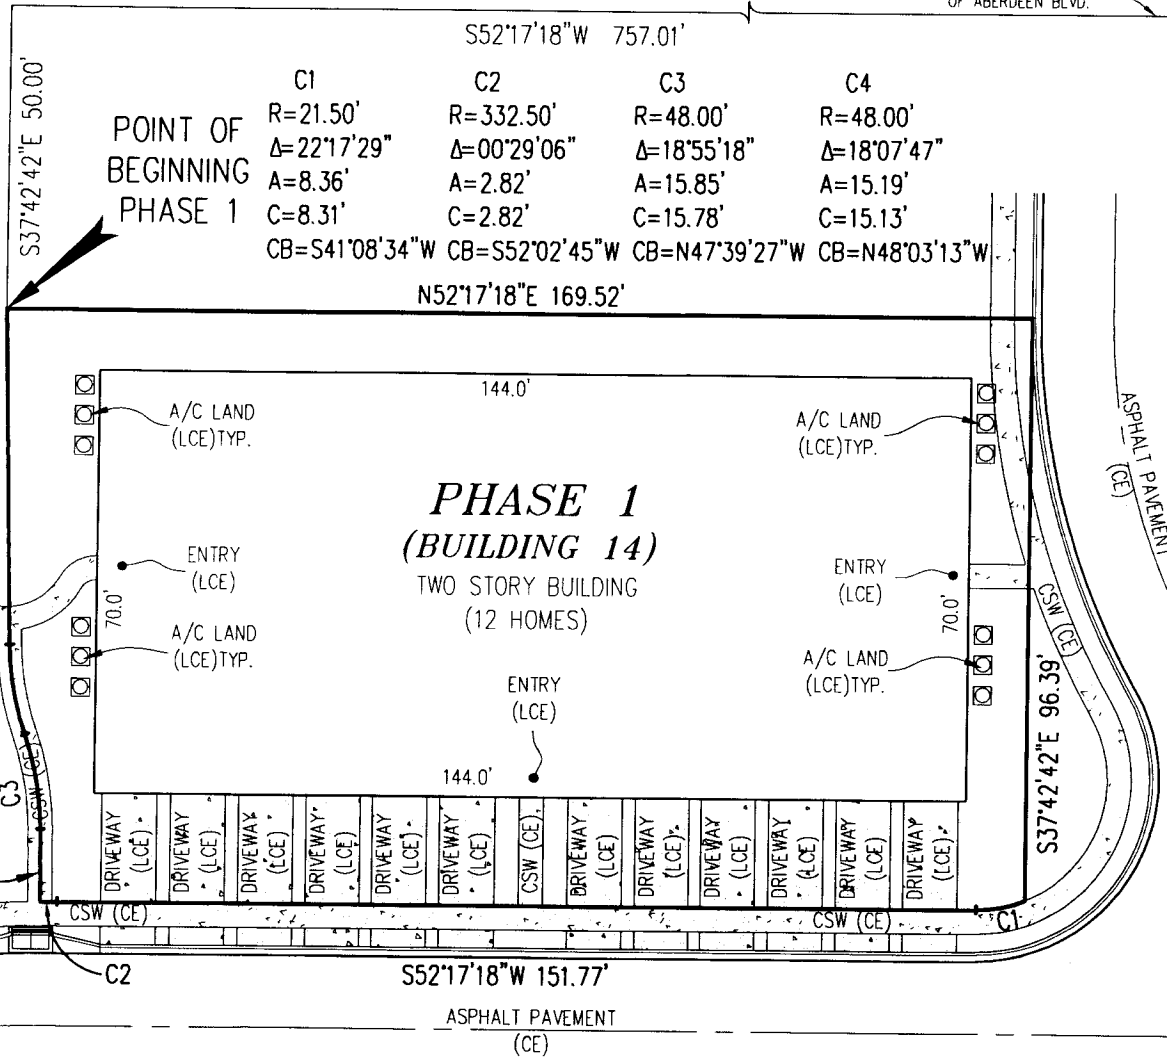 OF ABERDEEN BLVD.
S52°17'18"W 757.01'
S37°42'42"E 50.00'
POINT OF
BEGINNING
PHASE 1
C1
R=21.50'
Δ=22°17'29"
A=8.36'
C=8.31'
CB=S41°08'34"W
C2
R=332.50'
Δ=00°29'06"
A=2.82'
C=2.82'
CB=S52°02'45"W
C3
R=48.00'
Δ=18°55'18"
A=15.85'
C=15.78'
CB=N47°39'27"W
C4
R=48.00'
Δ=18°07'47"
A=15.19'
C=15.13'
CB=N48°03'13"W
N52°17'18"E 169.52'
144.0'
A/C LAND
(LCE)TYP.
A/C LAND
(LCE)TYP.
ASPHALT PAVEMENT
(CE)
PHASE 1
(BUILDING 14)
TWO STORY BUILDING
(12 HOMES)
ENTRY
(LCE)
ENTRY
(LCE)
70.0'
70.0'
CSW (CE)
A/C LAND
(LCE)TYP.
A/C LAND
(LCE)TYP.
ENTRY
(LCE)
S37°42'42"E 96.39'
144.0'
C3
CSW (CE)
DRIVEWAY
(LCE)
DRIVEWAY
(LCE)
DRIVEWAY
(LCE)
DRIVEWAY
(LCE)
DRIVEWAY
(LCE)
DRIVEWAY
(LCE)
CSW (CE)
DRIVEWAY
(LCE)
DRIVEWAY
(LCE)
DRIVEWAY
(LCE)
DRIVEWAY
(LCE)
DRIVEWAY
(LCE)
DRIVEWAY
(LCE)
CSW (CE)
CSW (CE)
C1
C2
S52°17'18"W 151.77'
ASPHALT PAVEMENT
(CE)